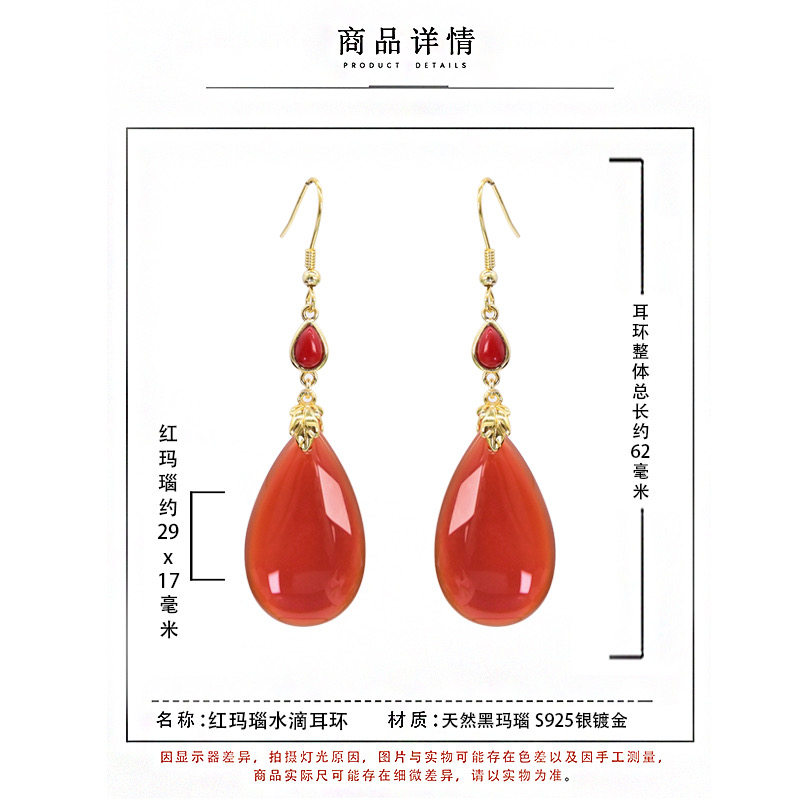 商品详情
PRODUCT DETAILS
耳环整体总长约62毫米
红玛瑙约29x17毫米
名称:红玛瑙水滴耳环
材质:天然黑玛瑙 S925银镀金
因显示器差异，拍摄灯光原因，图片与实物可能存在色差以及因手工测量，
商品实际尺可能存在细微差异，请以实物为准。